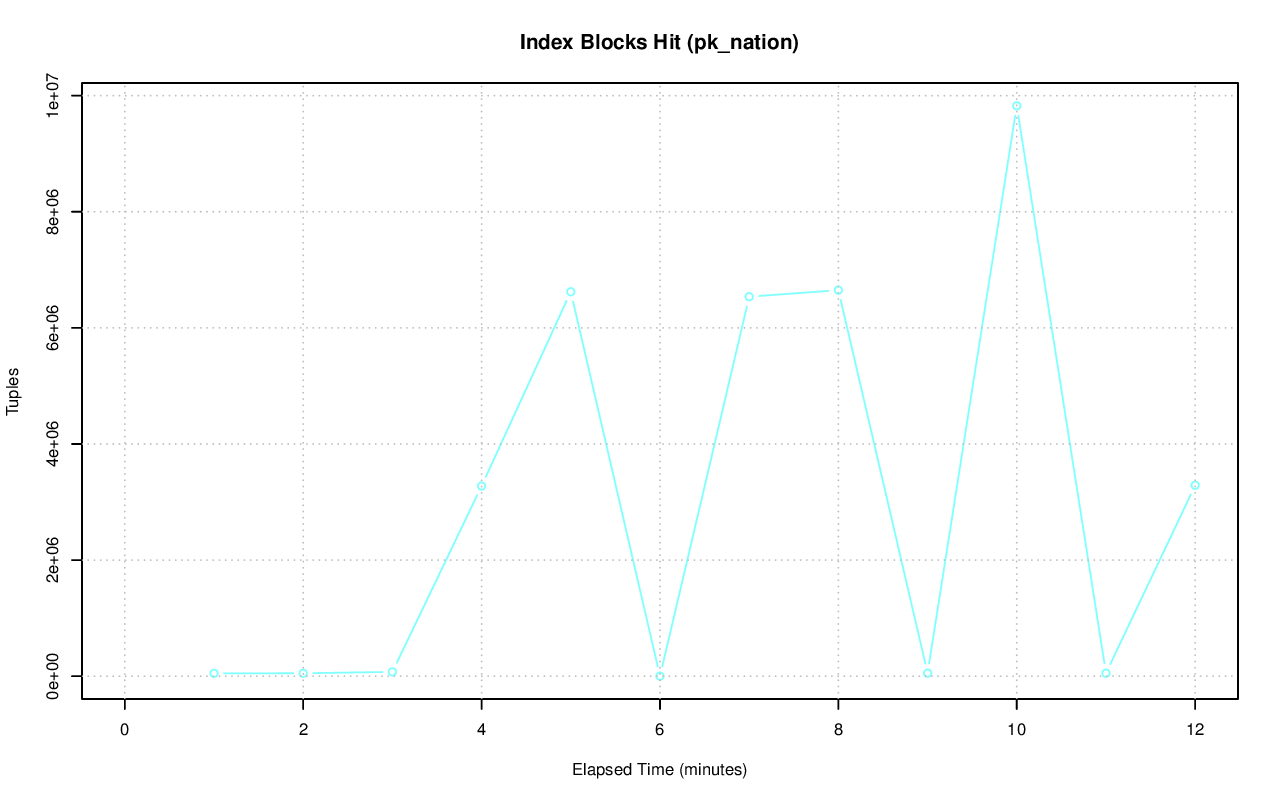 Index Blocks Hit (pk_nation)
1e+07
8e+06
6e+06
4e+06
2e+06
0e+00
Tuples
0 2 4 6 8 10 12
Elapsed Time (minutes)